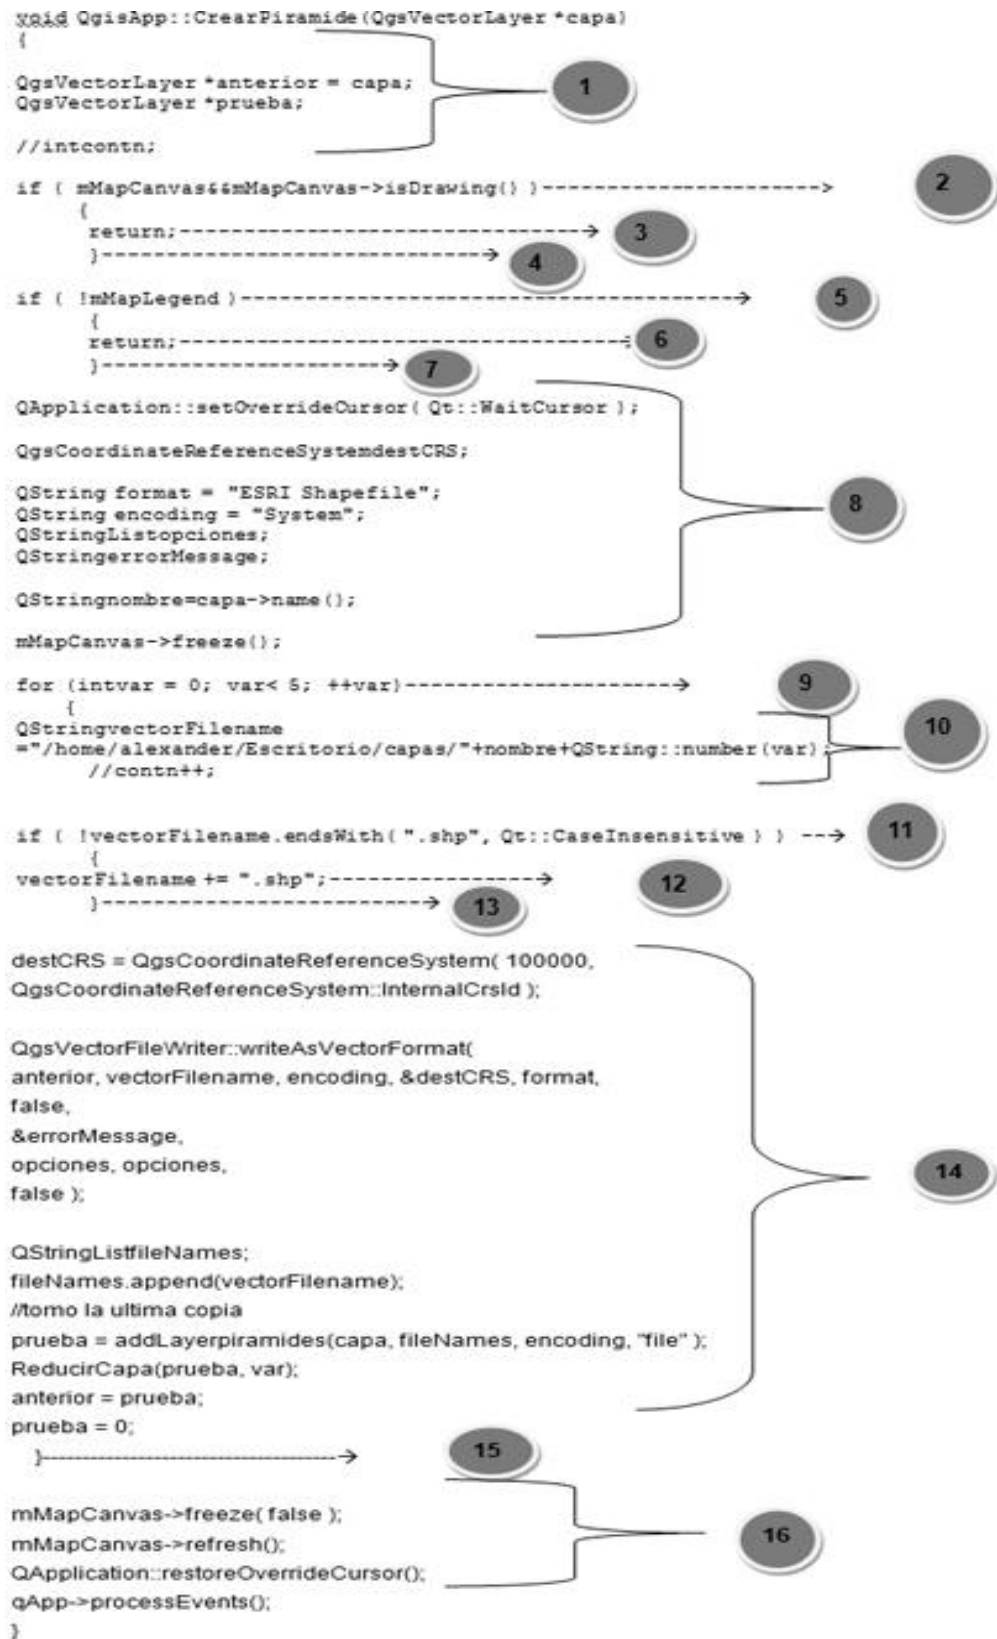 void QgisApp::CrearPiramide(QgsVectorLayer *capa)
{
QgsVectorLayer *anterior = capa;
QgsVectorLayer *prueba;
1
//intcontn;
if ( mMapCanvas&&mMapCanvas->isDrawing() )
2
{
return;
3
}
4
if ( !mMapLegend )
5
{
return;
6
}
7
QApplication::setOverrideCursor( Qt::WaitCursor );
QgsCoordinateReferenceSystemdestCRS;
QString format = "ESRI Shapefile";
QString encoding = "System";
8
QStringListopciones;
QStringerrorMessage;
QStringnombre=capa->name();
mMapCanvas->freeze();
for (intvar = 0; var< 5; ++var)
9
{
QStringvectorFilename
="/home/alexander/Escritorio/capas/"+nombre+QString::number(var);
10
//contn++;
if ( !vectorFilename.endsWith( ".shp", Qt::CaseInsensitive ) )
11
{
vectorFilename += ".shp";
12
}
13
destCRS = QgsCoordinateReferenceSystem( 100000,
QgsCoordinateReferenceSystem::InternalCrsId );
QgsVectorFileWriter::writeAsVectorFormat(
anterior, vectorFilename, encoding, &destCRS, format,
false,
&errorMessage,
opciones, opciones,
14
false );
QStringListfileNames;
fileNames.append(vectorFilename);
//tomo la ultima copia
prueba = addLayerpiramides(capa, fileNames, encoding, "file" );
ReducirCapa(prueba, var);
anterior = prueba;
prueba = 0;
}
15
mMapCanvas->freeze( false );
mMapCanvas->refresh();
16
QApplication::restoreOverrideCursor();
qApp->processEvents();
}